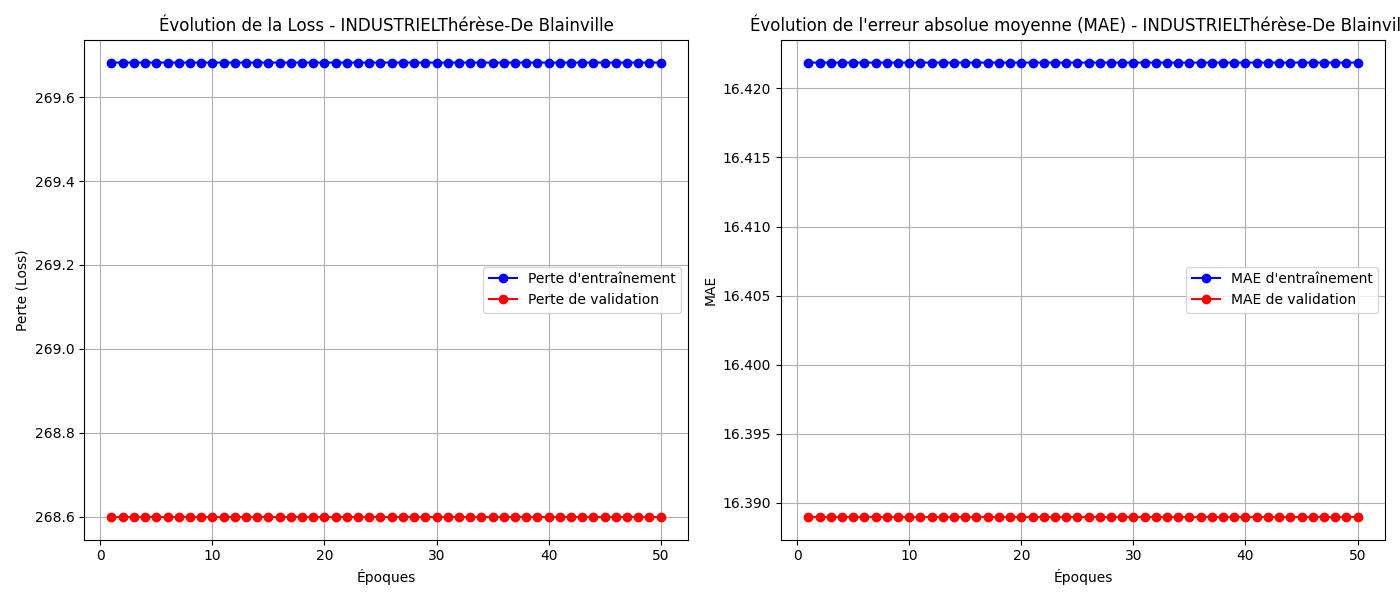 Évolution de la Loss - INDUSTRIELThérèse-De Blainville
Perte (Loss)
269.6
269.4
269.2
269.0
268.8
268.6
Perte d'entraînement
Perte de validation
0 10 20 30 40 50
Époques
Évolution de l'erreur absolue moyenne (MAE) - INDUSTRIELThérèse-De Blainvil
MAE
16.420
16.415
16.410
16.405
16.400
16.395
16.390
MAE d'entraînement
MAE de validation
0 10 20 30 40 50
Époques